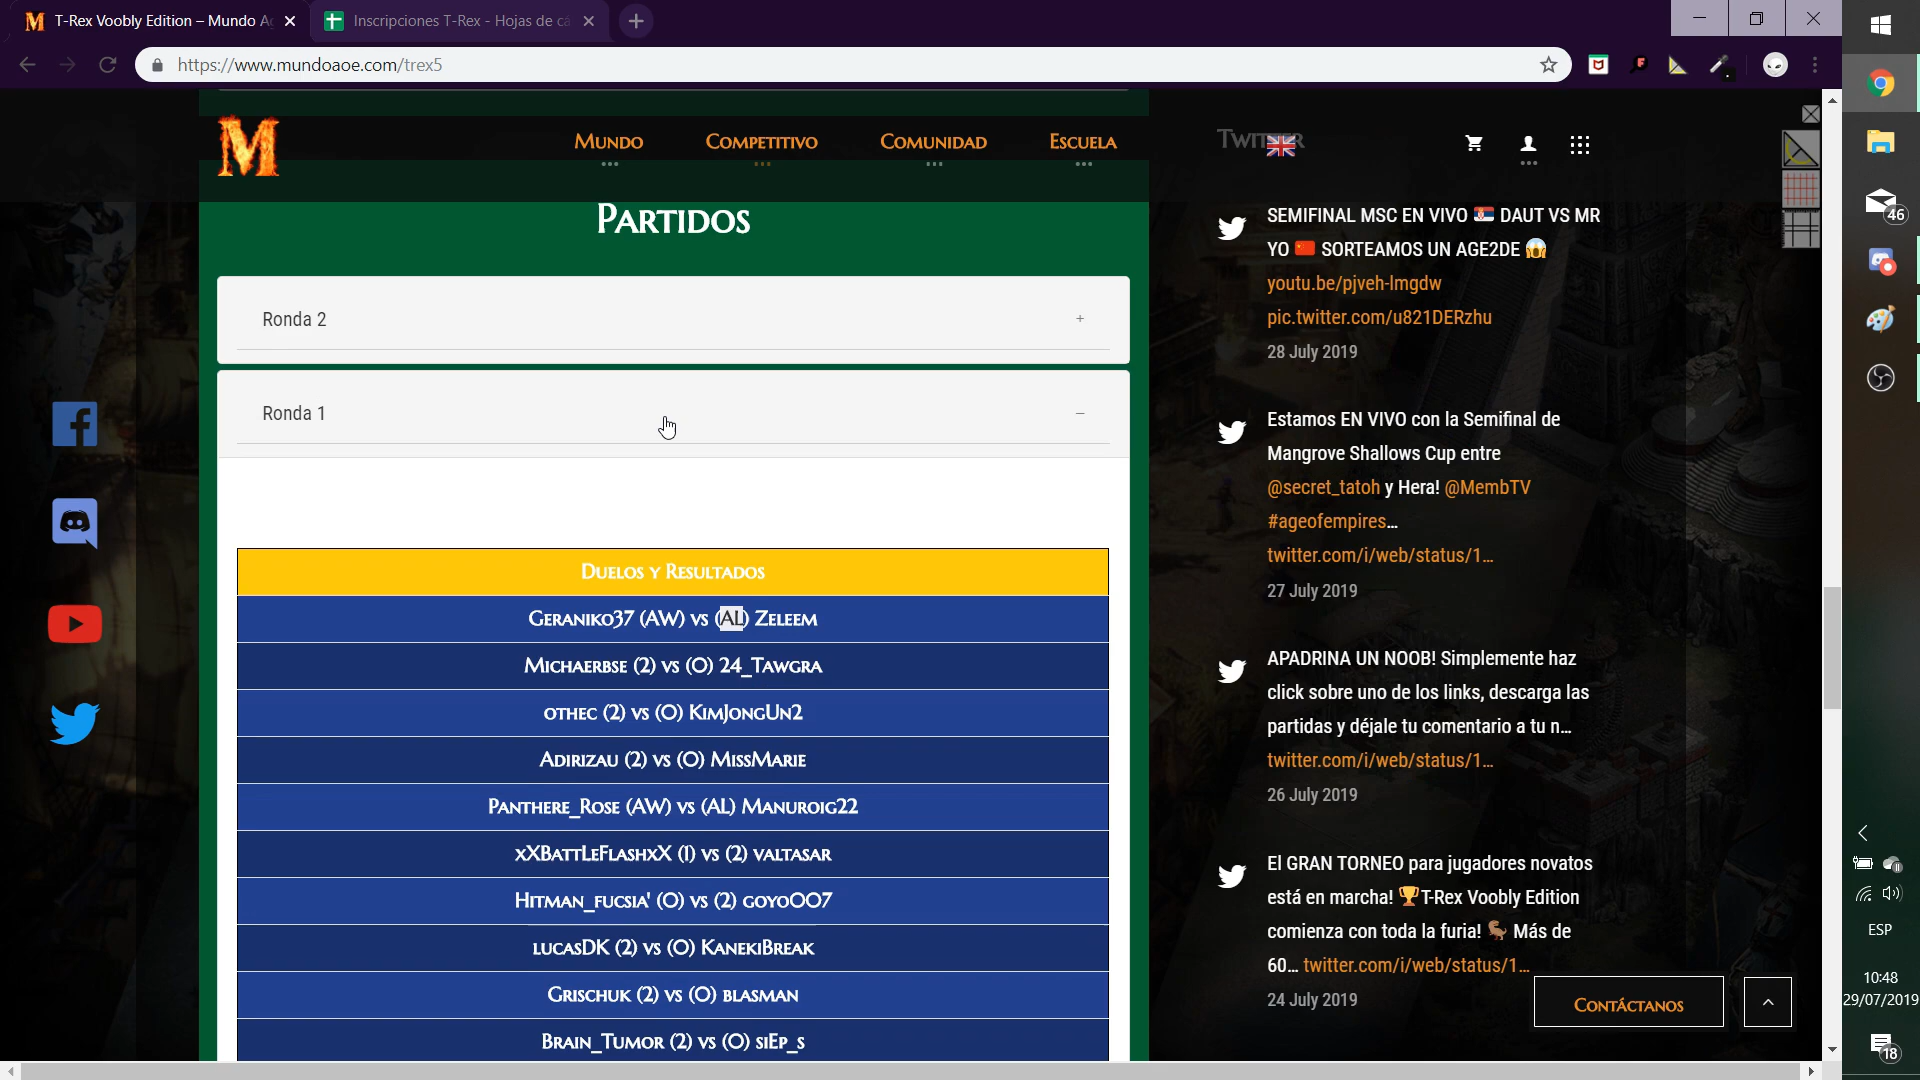 T-Rex Voobly Edition – Mundo A
Inscripciones T-Rex - Hojas de cá
https://www.mundoaoe.com/trex5
M
Mundo
Competitivo
Comunidad
Escuela
Twitter
Partidos
Ronda 2
Ronda 1
Duelos y Resultados
Geraniko37 (AW) vs (AL) Zeleem
Michaerbse (2) vs (0) 24_Tawgra
othec (2) vs (0) KimJongUn2
Adirizau (2) vs (0) MissMarie
Panthere_Rose (AW) vs (AL) Manuroig22
xXBattLeFlashxX (1) vs (2) valtasar
Hitman_fucsia' (0) vs (2) goyo007
lucasDK (2) vs (0) KanekiBreak
Grischuk (2) vs (0) blasman
Brain_Tumor (2) vs (0) siEp_s
SEMIFINAL MSC EN VIVO 🇷🇸 DAUT VS MR
YO 🇨🇳 SORTEAMOS UN AGE2DE 😱
youtu.be/pjveh-lmgdw
pic.twitter.com/u821DERzhu
28 July 2019
Estamos EN VIVO con la Semifinal de
Mangrove Shallows Cup entre
@secret_tatoh y Hera! @MembTV
#ageofempires…
twitter.com/i/web/status/1…
27 July 2019
APADRINA UN NOOB! Simplemente haz
click sobre uno de los links, descarga las
partidas y déjale tu comentario a tu n…
twitter.com/i/web/status/1…
26 July 2019
El GRAN TORNEO para jugadores novatos
está en marcha! 🏆T-Rex Voobly Edition
comienza con toda la furia! 🦖 Más de
60… twitter.com/i/web/status/1…
24 July 2019
Contáctanos
46
ESP
10:48
29/07/2019
18